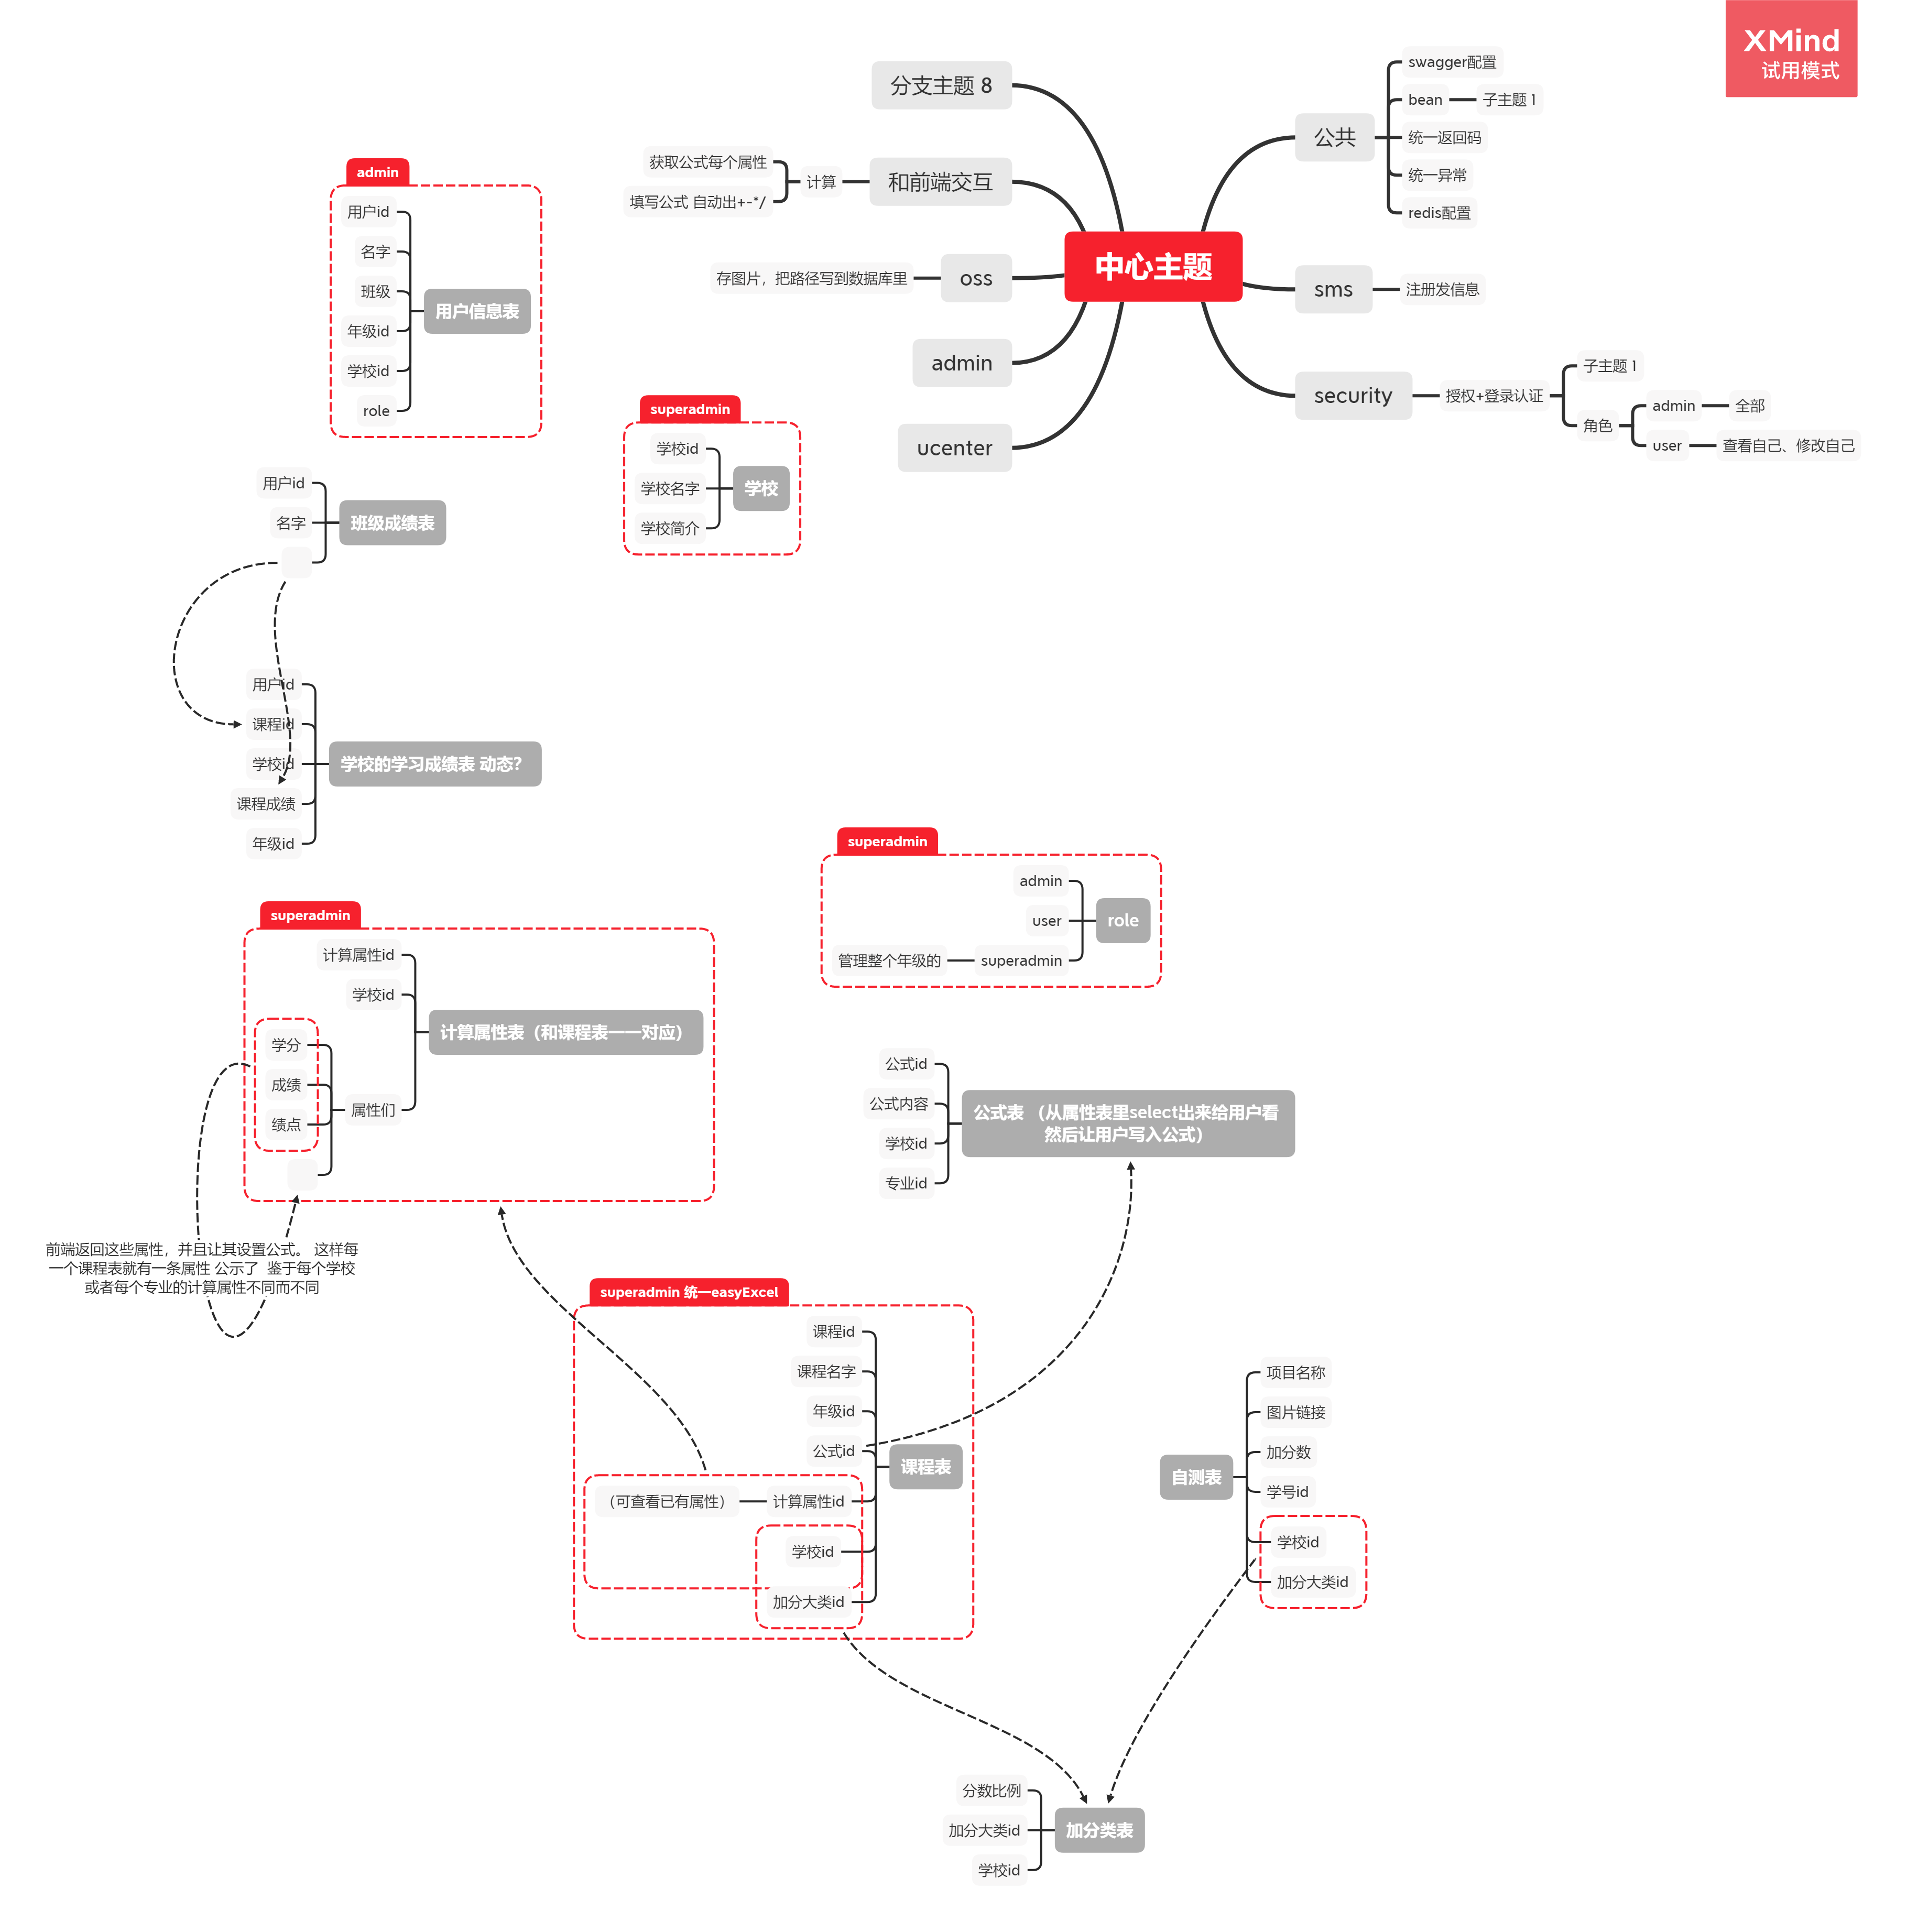 XMind
试用模式
中心主题
公共
swagger配置
bean
子主题 1
统一返回码
统一异常
redis配置
sms
注册发信息
security
授权+登录认证
子主题 1
角色
admin
全部
user
查看自己、修改自己
分支主题 8
和前端交互
计算
获取公式每个属性
填写公式 自动出+-*/
oss
存图片，把路径写到数据库里
admin
ucenter
admin
用户信息表
用户id
名字
班级
年级id
学校id
role
superadmin
学校
学校id
学校名字
学校简介
班级成绩表
用户id
名字
学校的学习成绩表 动态？
用户id
课程id
学校id
课程成绩
年级id
superadmin
role
admin
user
superadmin
管理整个年级的
superadmin
计算属性表（和课程表一一对应）
计算属性id
学校id
属性们
学分
成绩
绩点
前端返回这些属性，并且让其设置公式。 这样每
一个课程表就有一条属性 公示了  鉴于每个学校
或者每个专业的计算属性不同而不同
公式表 （从属性表里select出来给用户看
然后让用户写入公式）
公式id
公式内容
学校id
专业id
superadmin 统一easyExcel
课程表
课程id
课程名字
年级id
公式id
计算属性id
（可查看已有属性）
学校id
加分大类id
自测表
项目名称
图片链接
加分数
学号id
学校id
加分大类id
加分类表
分数比例
加分大类id
学校id